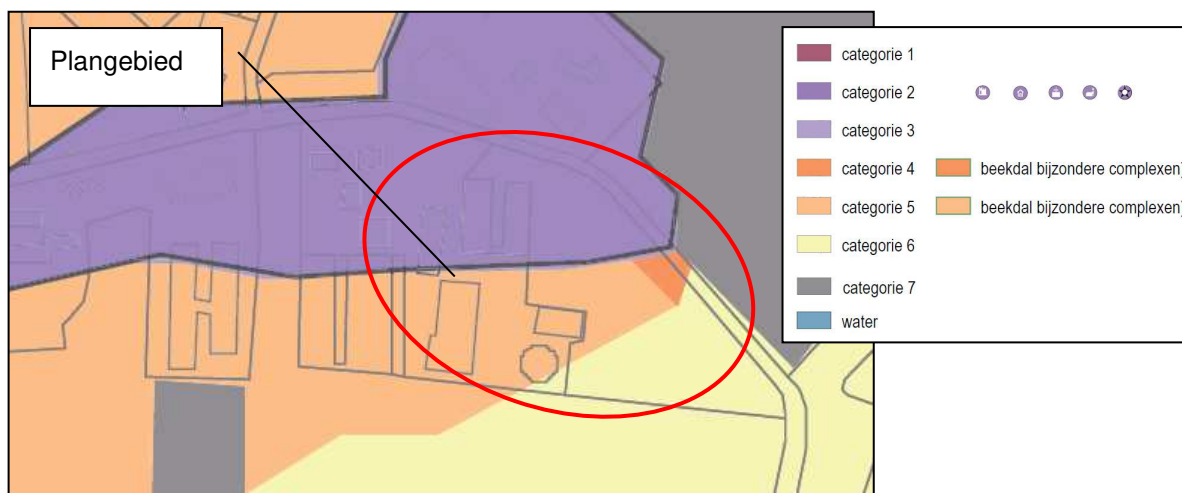 Plangebied
categorie 1
categorie 2
categorie 3
categorie 4 beekdal bijzondere complexen)
categorie 5 beekdal bijzondere complexen)
categorie 6
categorie 7
water